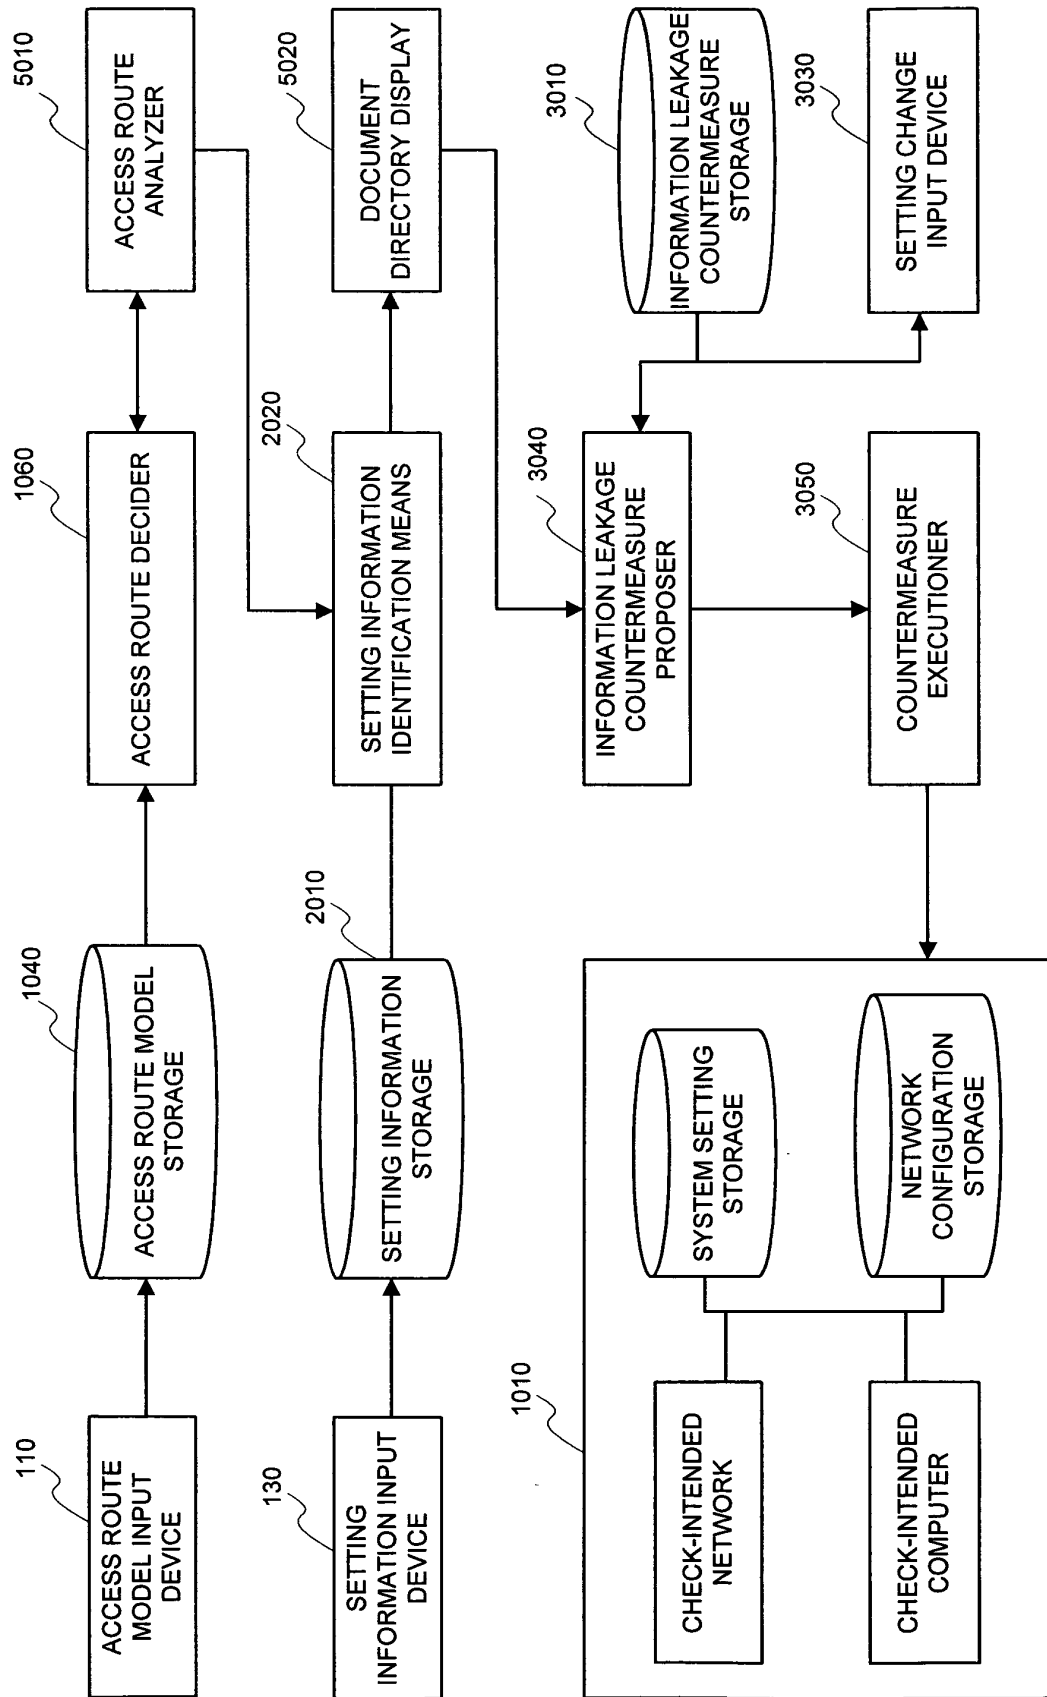 110
ACCESS ROUTE
MODEL INPUT
DEVICE
1040
ACCESS ROUTE MODEL
STORAGE
1060
ACCESS ROUTE DECIDER
5010
ACCESS ROUTE
ANALYZER
130
SETTING
INFORMATION INPUT
DEVICE
2010
SETTING INFORMATION
STORAGE
2020
SETTING INFORMATION
IDENTIFICATION MEANS
5020
DOCUMENT
DIRECTORY DISPLAY
1010
CHECK-INTENDED
NETWORK
SYSTEM SETTING
STORAGE
3040
INFORMATION LEAKAGE
COUNTERMEASURE
PROPOSER
3010
INFORMATION LEAKAGE
COUNTERMEASURE
STORAGE
CHECK-INTENDED
COMPUTER
NETWORK
CONFIGURATION
STORAGE
3050
COUNTERMEASURE
EXECUTIONER
3030
SETTING CHANGE
INPUT DEVICE